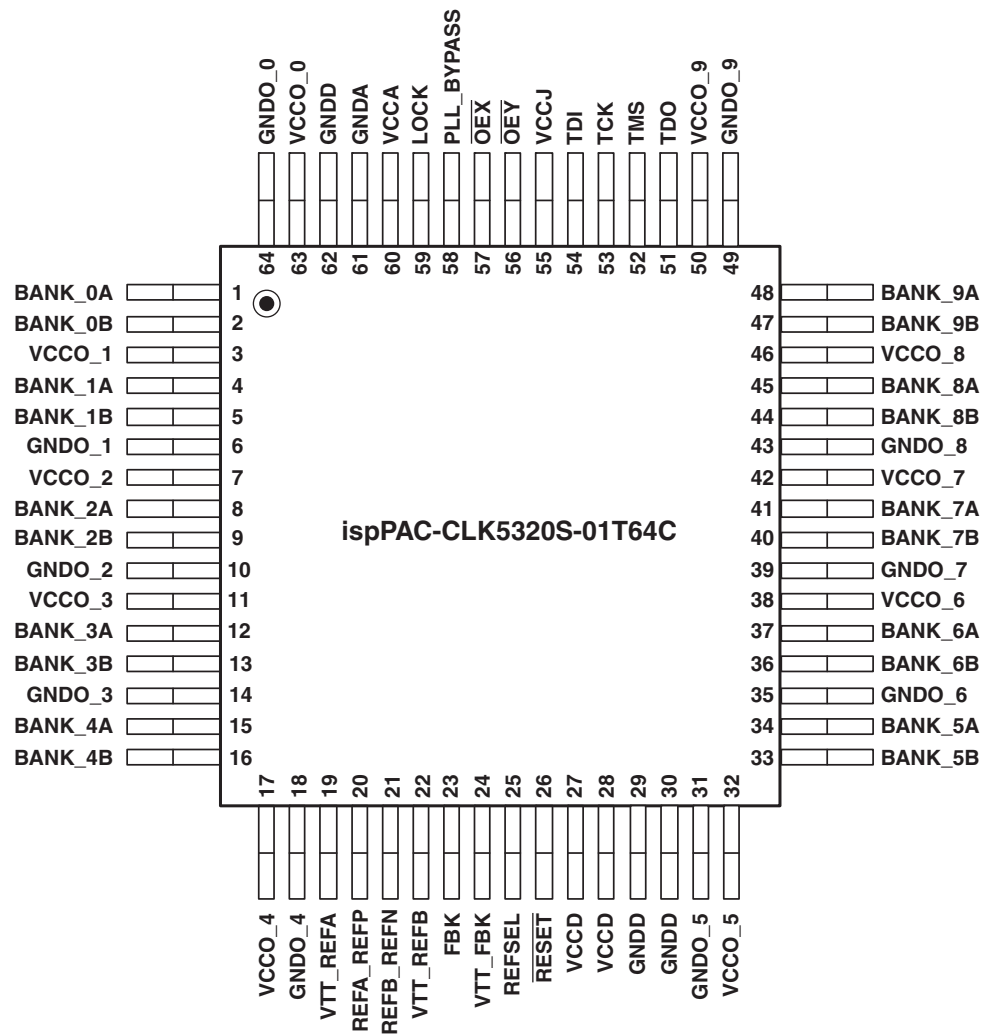 GNDO_0
VCCO_0
GNDD
GNDA
VCCA
LOCK
PLL_BYPASS
OEX
OEY
VCCJ
TDI
TCK
TMS
TDO
VCCO_9
GNDO_9
64
63
62
61
60
59
58
57
56
55
54
53
52
51
50
49
BANK_0A 1
BANK_0B 2
VCCO_1 3
BANK_1A 4
BANK_1B 5
GNDO_1 6
VCCO_2 7
BANK_2A 8
BANK_2B 9
GNDO_2 10
VCCO_3 11
BANK_3A 12
BANK_3B 13
GNDO_3 14
BANK_4A 15
BANK_4B 16
ispPAC-CLK5320S-01T64C
48 BANK_9A
47 BANK_9B
46 VCCO_8
45 BANK_8A
44 BANK_8B
43 GNDO_8
42 VCCO_7
41 BANK_7A
40 BANK_7B
39 GNDO_7
38 VCCO_6
37 BANK_6A
36 BANK_6B
35 GNDO_6
34 BANK_5A
33 BANK_5B
17
18
19
20
21
22
23
24
25
26
27
28
29
30
31
32
VCCO_4
GNDO_4
VTT_REFA
REFA_REFP
REFB_REFN
VTT_REFB
FBK
VTT_FBK
REFSEL
RESET
VCCD
VCCD
GNDD
GNDD
GNDO_5
VCCO_5